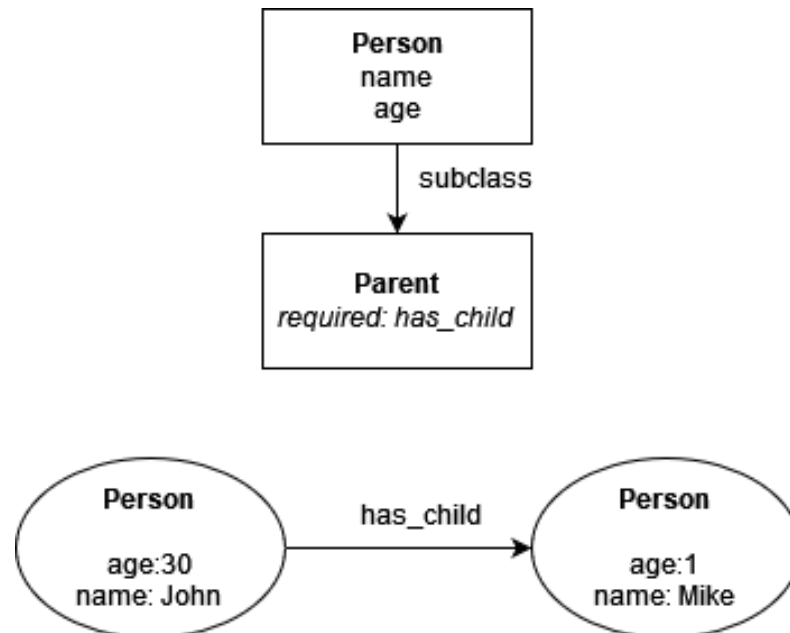 Person
name
age
subclass
Parent
required: has_child
Person
age:30
name: John
has_child
Person
age:1
name: Mike